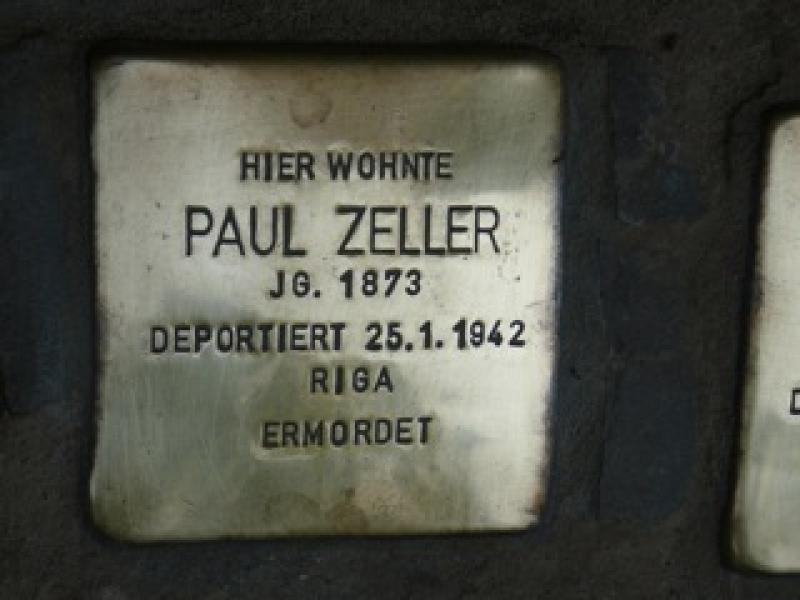 HIER WOHNTE
PAUL ZELLER
JG. 1873
DEPORTIERT 25.1.1942
RIGA
ERMORDET